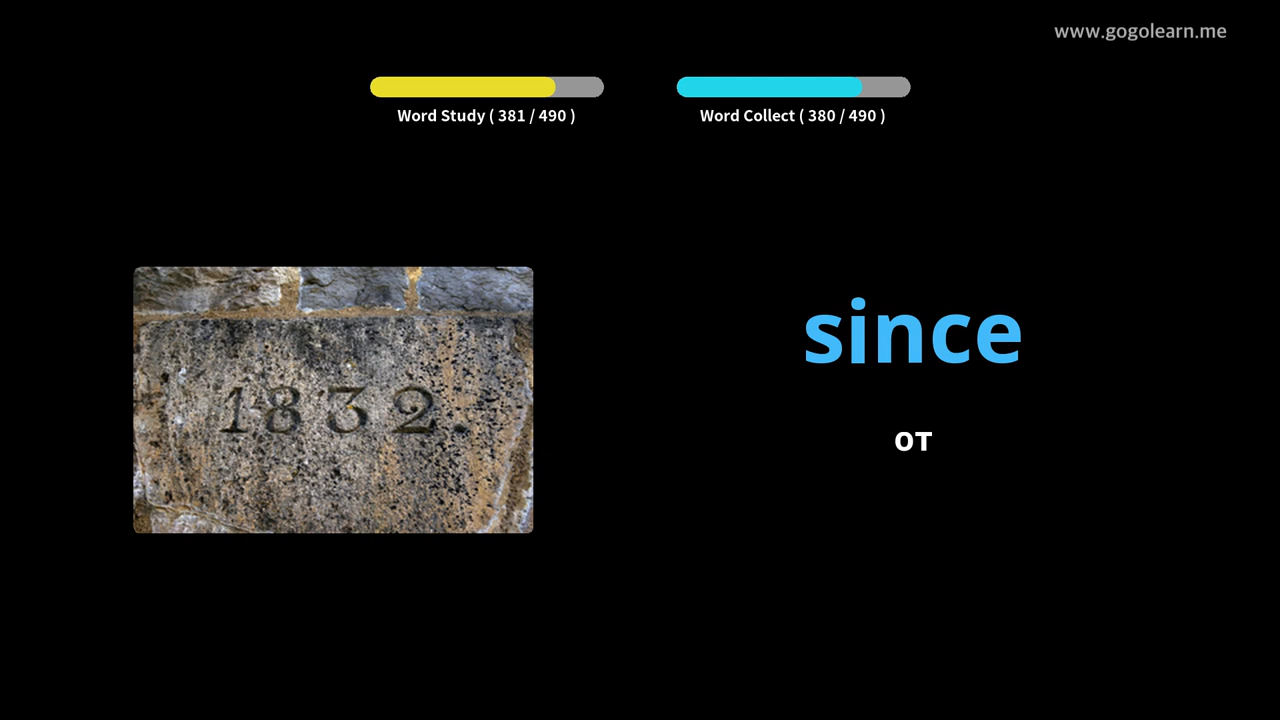 www.gogolearn.me
Word Study ( 381 / 490 )
Word Collect ( 380 / 490 )
1832.
since
от